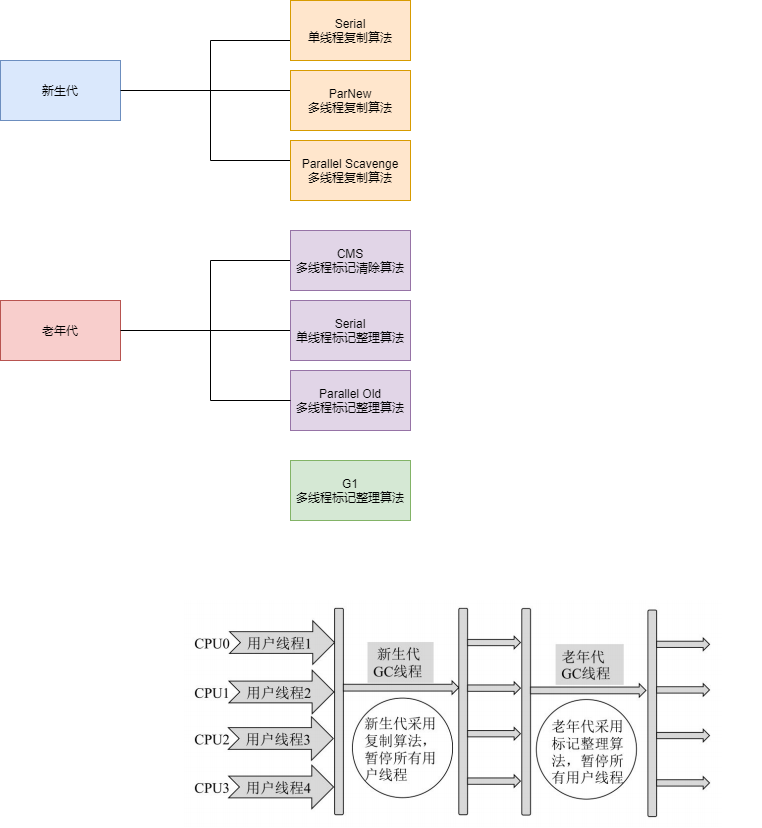 Serial
单线程复制算法
新生代
ParNew
多线程复制算法
Parallel Scavenge
多线程复制算法
CMS
多线程标记清除算法
老年代
Serial
单线程标记整理算法
Parallel Old
多线程标记整理算法
G1
多线程标记整理算法
CPU0 用户线程1
CPU1 用户线程2
CPU2 用户线程3
CPU3 用户线程4
新生代
GC线程
新生代采用
复制算法，
暂停所有用
户线程
老年代
GC线程
老年代采用
标记整理算
法，暂停所
有用户线程